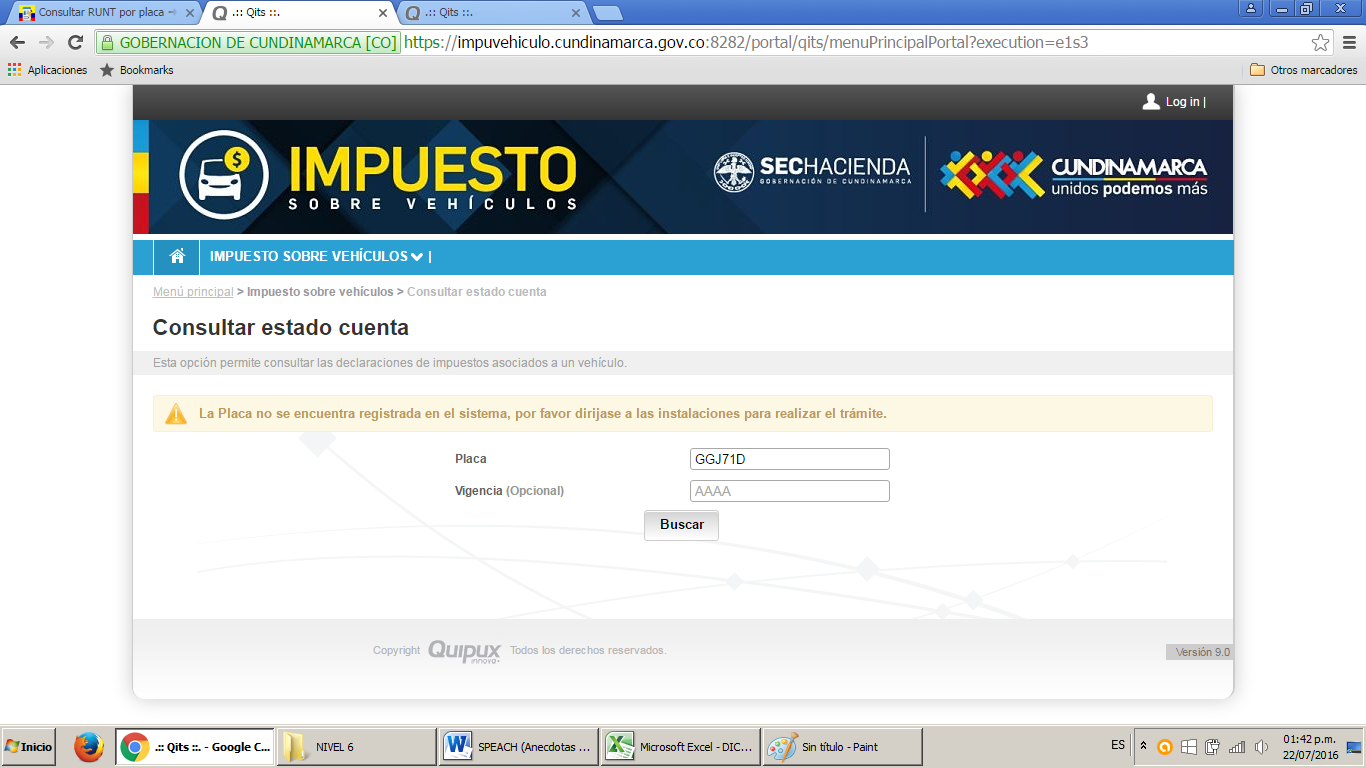 Consultar RUNT por placa
.:: Qits ::.
.:: Qits ::.
GOBERNACION DE CUNDINAMARCA [CO] https://impuvehiculo.cundinamarca.gov.co:8282/portal/qits/menuPrincipalPortal?execution=e1s3
Aplicaciones
Bookmarks
Otros marcadores
Log in |
IMPUESTO
SOBRE VEHÍCULOS
SECHACIENDA
GOBERNACIÓN DE CUNDINAMARCA
CUNDINAMARCA
unidos podemos más
IMPUESTO SOBRE VEHÍCULOS |
Menú principal > Impuesto sobre vehículos > Consultar estado cuenta
Consultar estado cuenta
Esta opción permite consultar las declaraciones de impuestos asociados a un vehículo.
La Placa no se encuentra registrada en el sistema, por favor dirijase a las instalaciones para realizar el trámite.
Placa GGJ71D
Vigencia (Opcional) AAAA
Buscar
Copyright Quipux innova Todos los derechos reservados.
Versión 9.0
Inicio
.:: Qits ::. - Google C...
NIVEL 6
SPEACH (Anecdotas ...
Microsoft Excel - DIC...
Sin título - Paint
ES
01:42 p.m.
22/07/2016